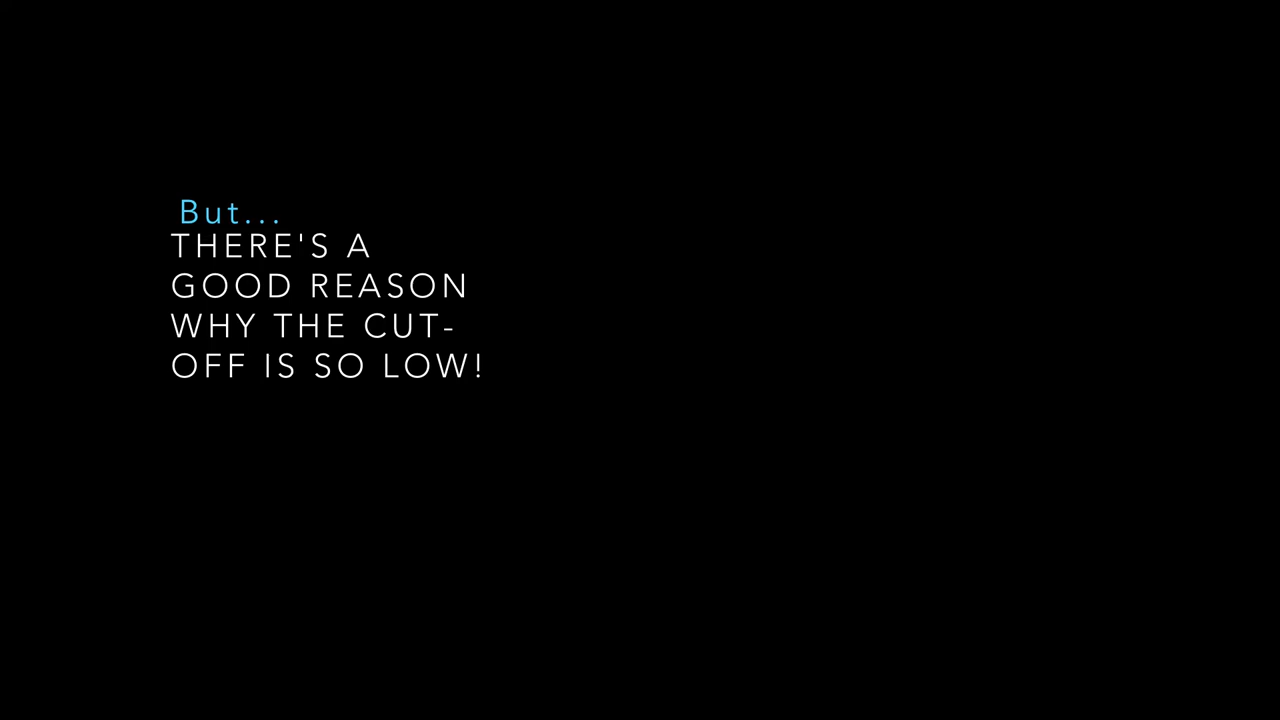 But...
THERE'S A
GOOD REASON
WHY THE CUT-
OFF IS SO LOW!